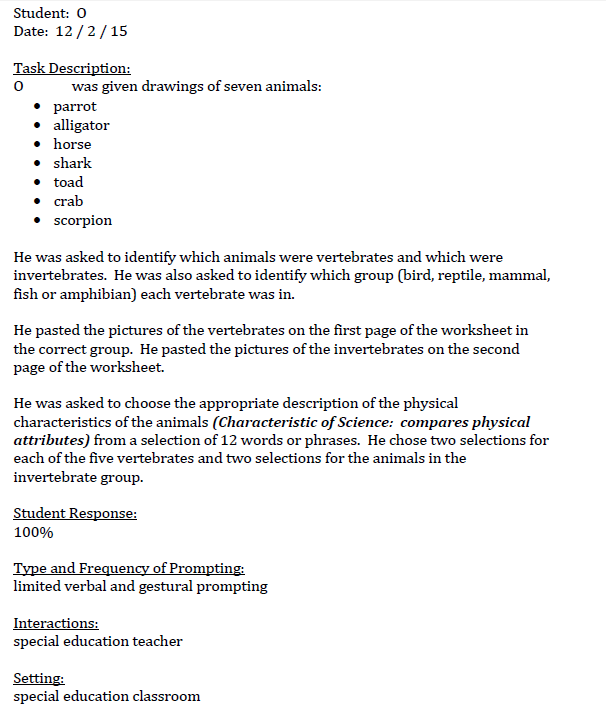 Student: O
Date: 12 / 2 / 15
Task Description:
O was given drawings of seven animals:
• parrot
• alligator
• horse
• shark
• toad
• crab
• scorpion
He was asked to identify which animals were vertebrates and which were
invertebrates. He was also asked to identify which group (bird, reptile, mammal,
fish or amphibian) each vertebrate was in.
He pasted the pictures of the vertebrates on the first page of the worksheet in
the correct group. He pasted the pictures of the invertebrates on the second
page of the worksheet.
He was asked to choose the appropriate description of the physical
characteristics of the animals (Characteristic of Science: compares physical
attributes) from a selection of 12 words or phrases. He chose two selections for
each of the five vertebrates and two selections for the animals in the
invertebrate group.
Student Response:
100%
Type and Frequency of Prompting:
limited verbal and gestural prompting
Interactions:
special education teacher
Setting:
special education classroom